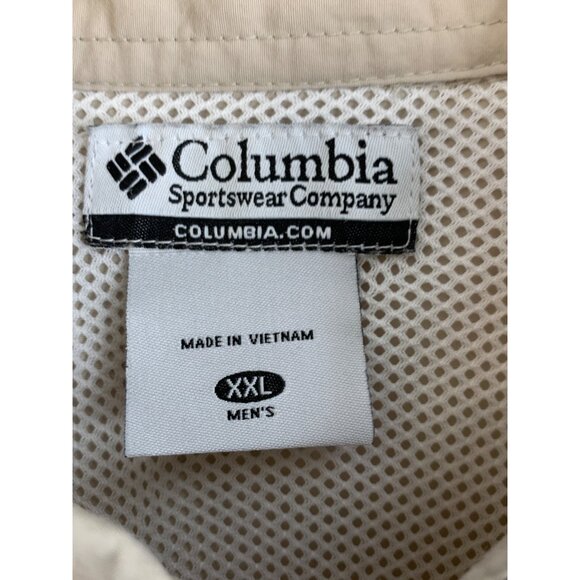 Columbia
Sportswear Company
COLUMBIA.COM
MADE IN VIETNAM
XXL
MEN'S